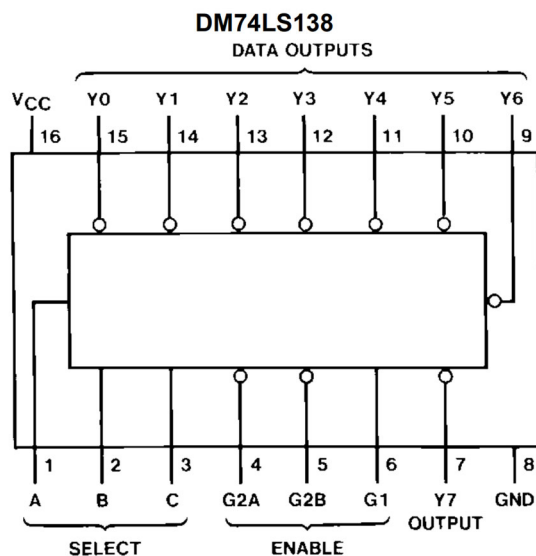 DM74LS138
DATA OUTPUTS
VCC Y0 Y1 Y2 Y3 Y4 Y5 Y6
16 15 14 13 12 11 10 9
1 2 3 4 5 6 7 8
A B C G2A G2B G1 Y7 GND
OUTPUT
SELECT ENABLE